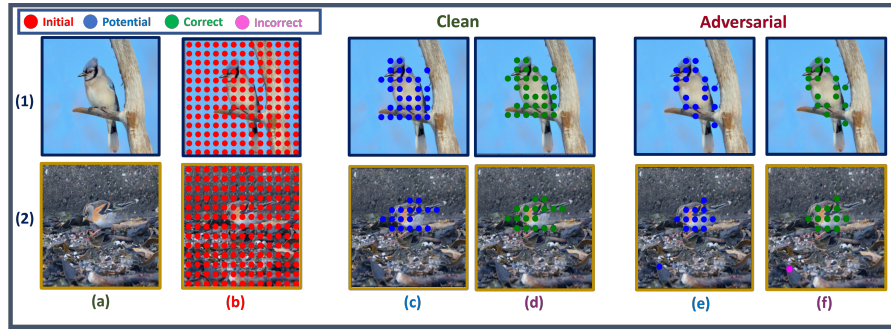 Initial Potential Correct Incorrect
Clean
Adversarial
(1)
(2)
(a) (b) (c) (d) (e) (f)